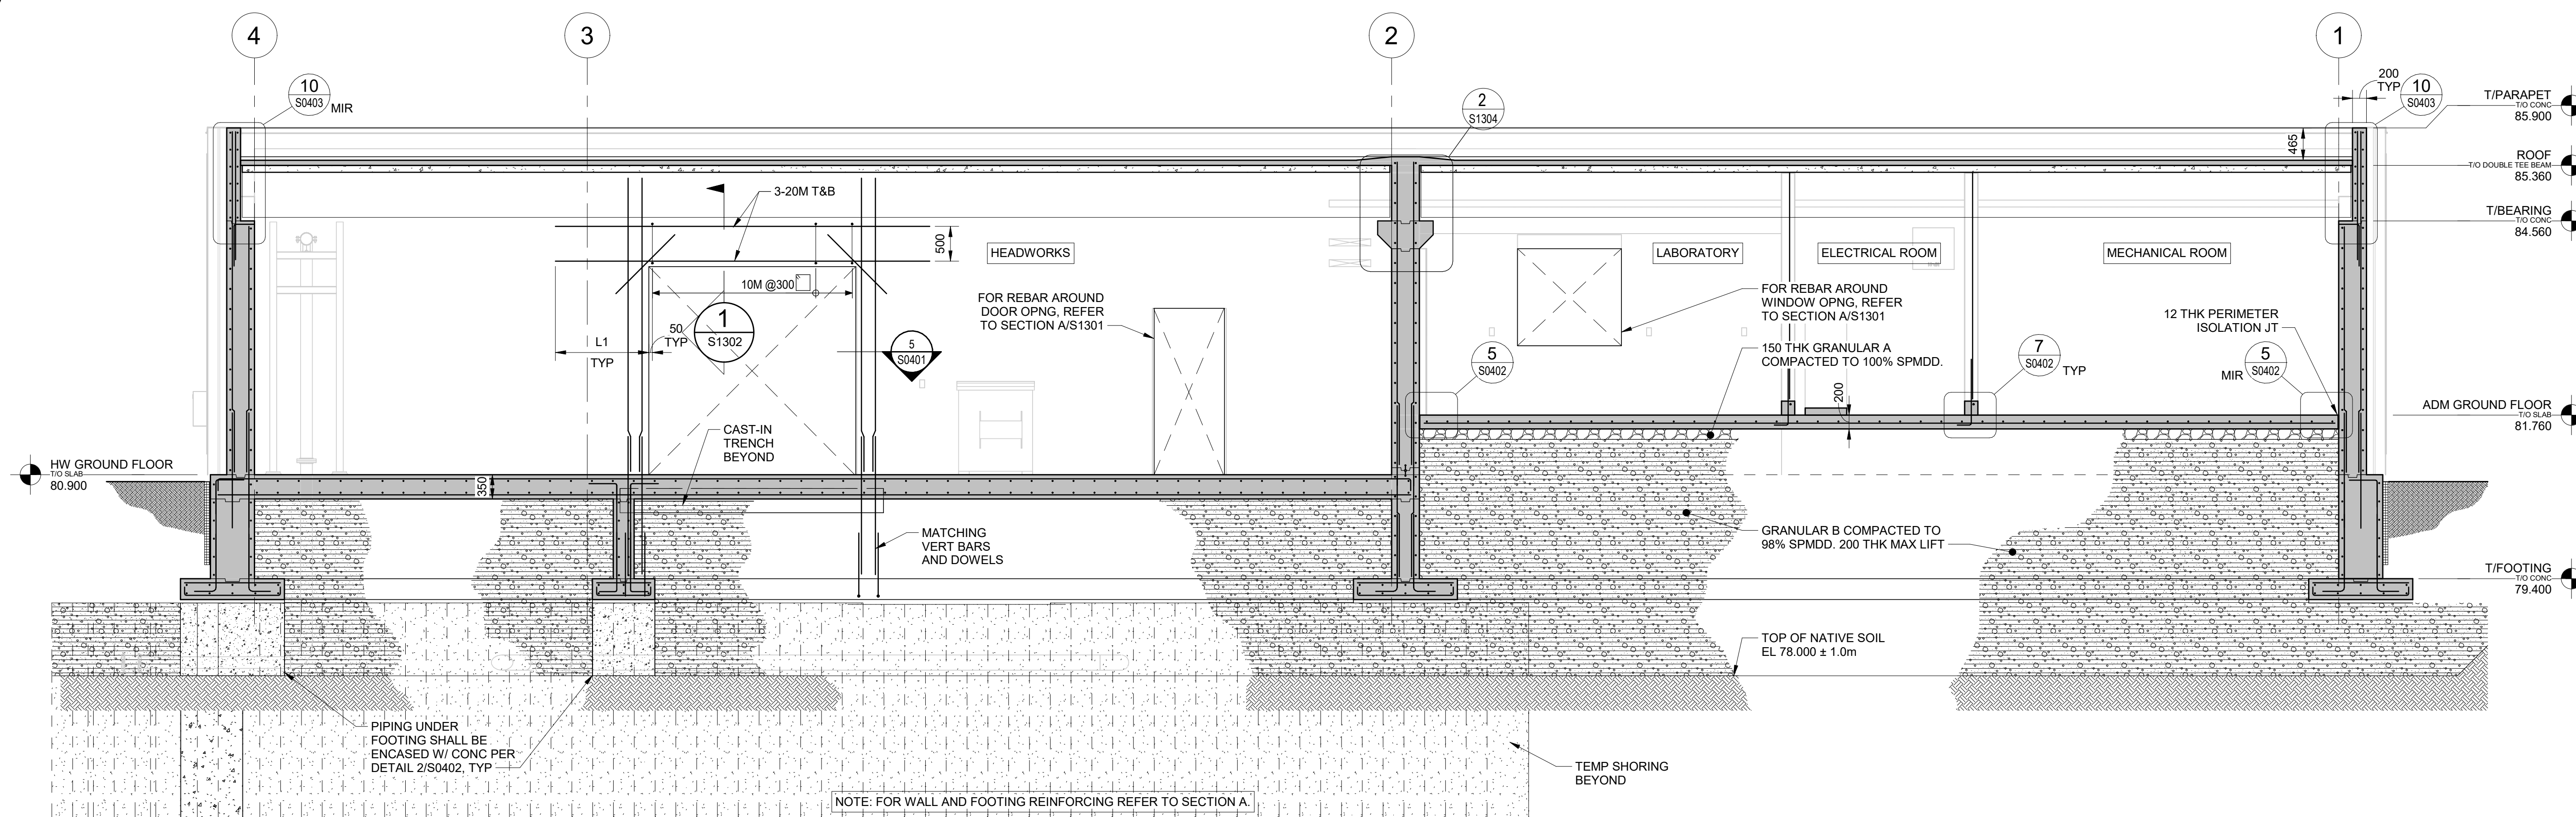 4
3
2
1
10
S0403
MIR
2
S1304
200
TYP
10
S0403
T/PARAPET
T/O CONC
85.900
465
ROOF
T/O DOUBLE TEE BEAM
85.360
T/BEARING
T/O CONC
84.560
3-20M T&B
500
HEADWORKS
LABORATORY
ELECTRICAL ROOM
MECHANICAL ROOM
10M @300
FOR REBAR AROUND
DOOR OPNG, REFER
TO SECTION A/S1301
FOR REBAR AROUND
WINDOW OPNG, REFER
TO SECTION A/S1301
12 THK PERIMETER
ISOLATION JT
1
S1302
50
TYP
L1
TYP
5
S0401
150 THK GRANULAR A
COMPACTED TO 100% SPMDD.
5
S0402
7
S0402
TYP
5
S0402
MIR
200
ADM GROUND FLOOR
T/O SLAB
81.760
CAST-IN
TRENCH
BEYOND
HW GROUND FLOOR
T/O SLAB
80.900
350
MATCHING
VERT BARS
AND DOWELS
GRANULAR B COMPACTED TO
98% SPMDD. 200 THK MAX LIFT
T/FOOTING
T/O CONC
79.400
TOP OF NATIVE SOIL
EL 78.000 ± 1.0m
PIPING UNDER
FOOTING SHALL BE
ENCASED W/ CONC PER
DETAIL 2/S0402, TYP
TEMP SHORING
BEYOND
NOTE: FOR WALL AND FOOTING REINFORCING REFER TO SECTION A.